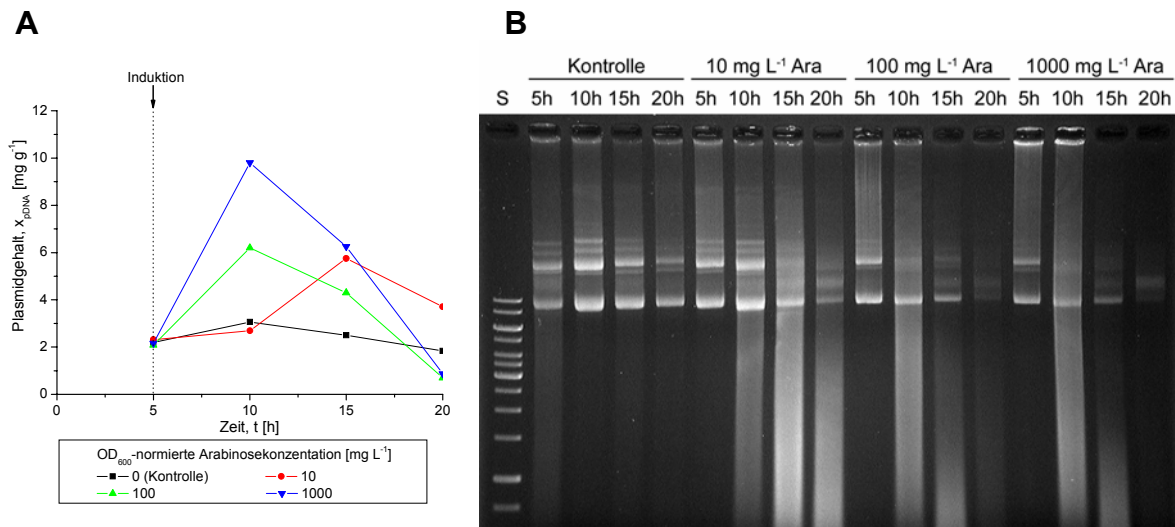 A
Induktion
Plasmidgehalt, x_pDNA [mg g⁻¹]
12
10
8
6
4
2
0
0 5 10 15 20
Zeit, t [h]
OD₆₀₀-normierte Arabinosekonzentation [mg L⁻¹]
0 (Kontrolle) 10
100 1000
B
Kontrolle 10 mg L⁻¹ Ara 100 mg L⁻¹ Ara 1000 mg L⁻¹ Ara
S 5h 10h 15h 20h 5h 10h 15h 20h 5h 10h 15h 20h 5h 10h 15h 20h